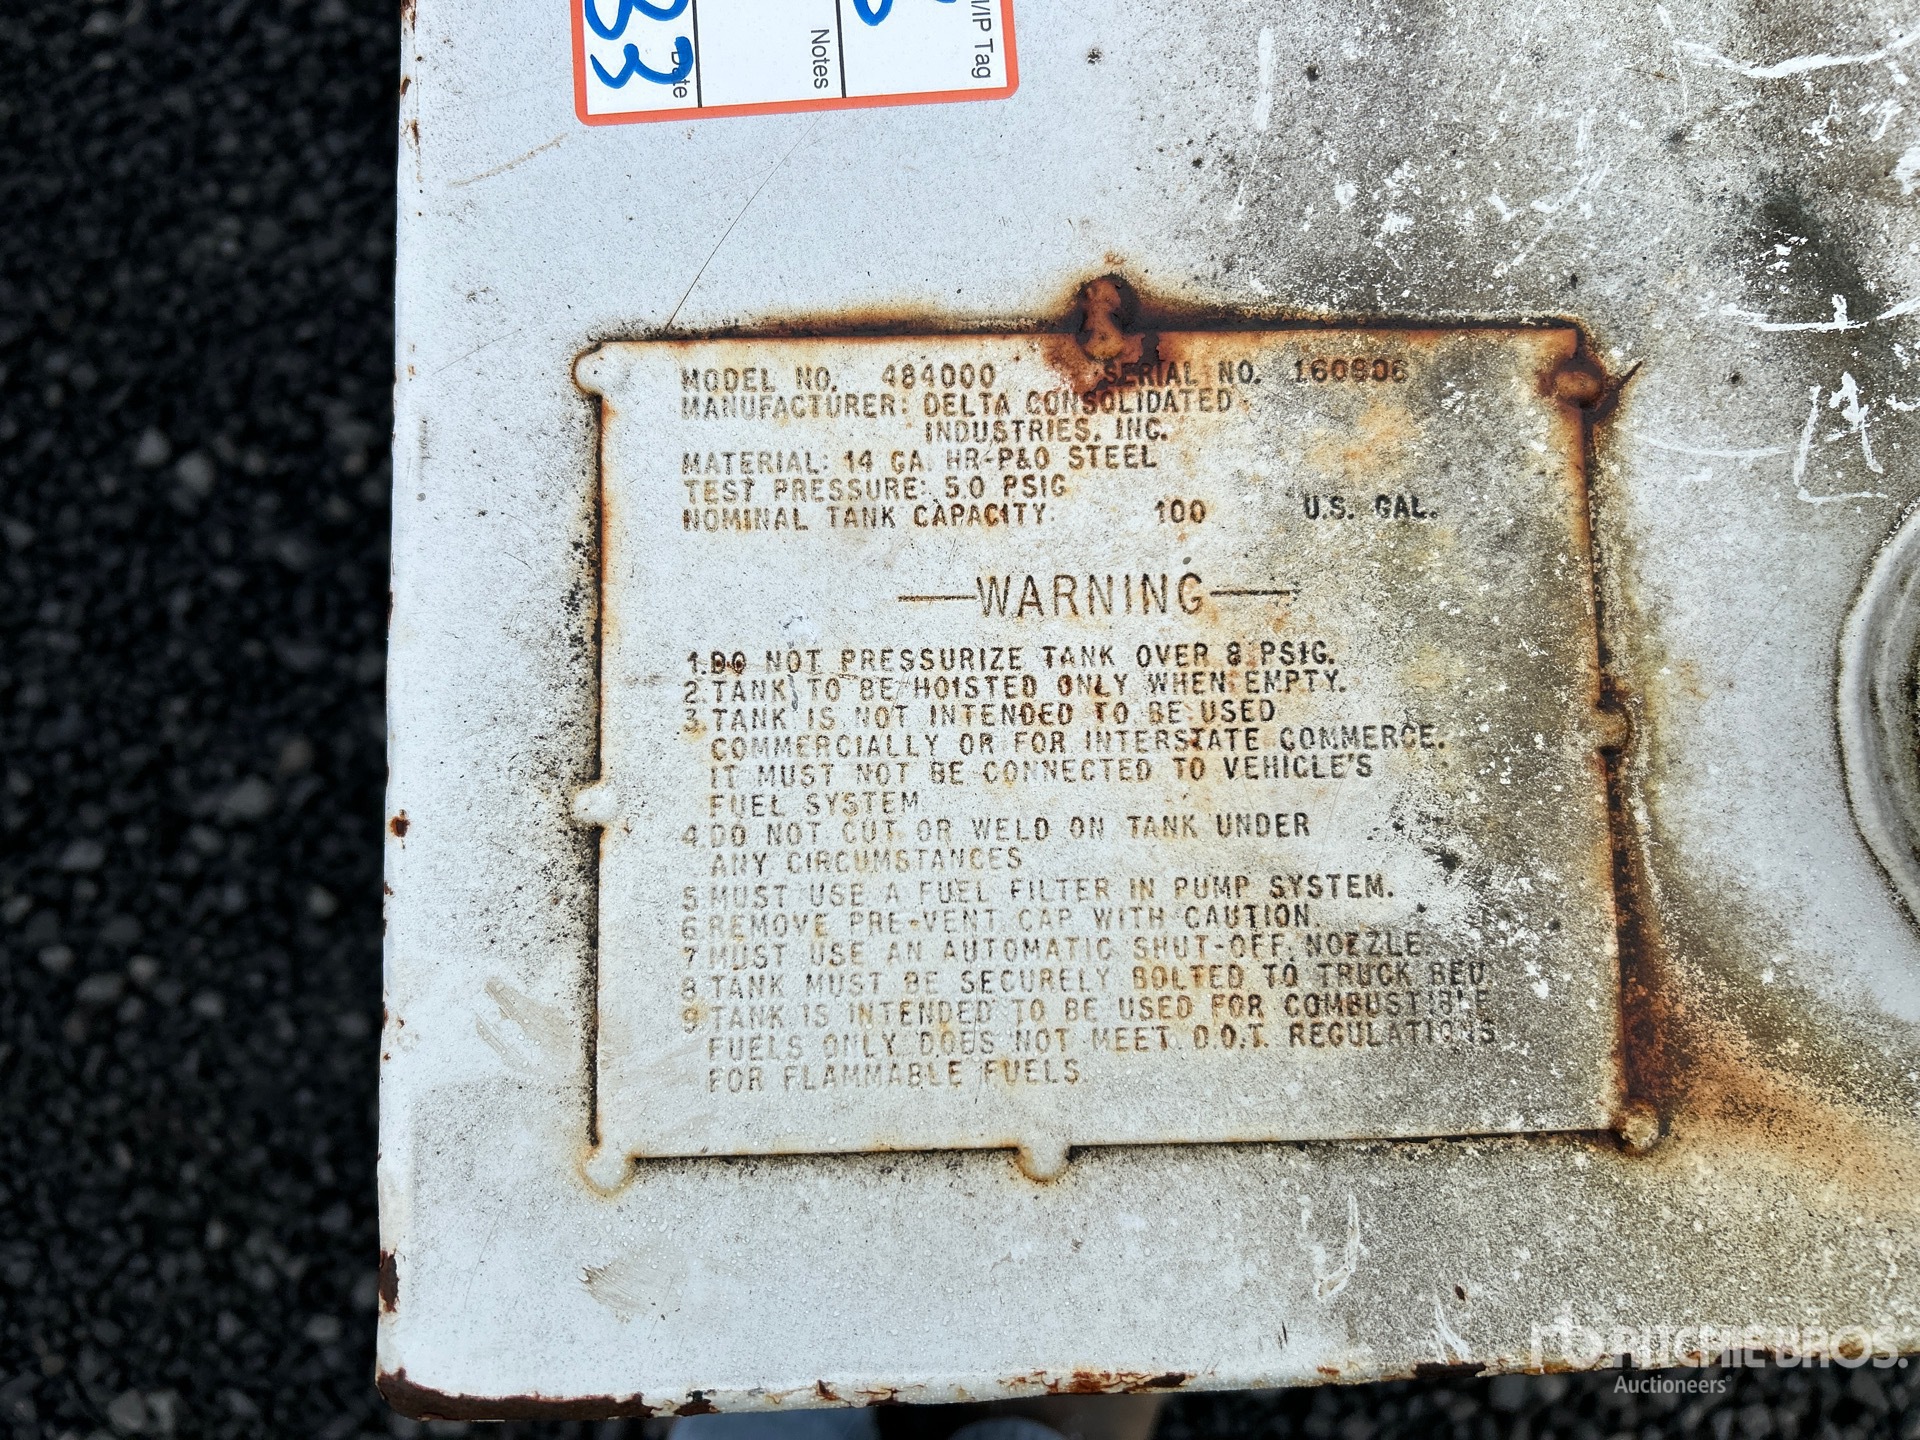 I/IP Tag
Notes
Date
33
MODEL NO. 484000 SERIAL NO. 160806
MANUFACTURER: DELTA CONSOLIDATED
INDUSTRIES, INC.
MATERIAL: 14 GA. HR-P&O STEEL
TEST PRESSURE: 5.0 PSIG
NOMINAL TANK CAPACITY: 100 U.S. GAL.
—WARNING—
1. DO NOT PRESSURIZE TANK OVER 8 PSIG.
2. TANK TO BE HOISTED ONLY WHEN EMPTY.
3. TANK IS NOT INTENDED TO BE USED
COMMERCIALLY OR FOR INTERSTATE COMMERCE.
IT MUST NOT BE CONNECTED TO VEHICLE'S
FUEL SYSTEM
4. DO NOT CUT OR WELD ON TANK UNDER
ANY CIRCUMSTANCES
5. MUST USE A FUEL FILTER IN PUMP SYSTEM.
6. REMOVE PRE-VENT CAP WITH CAUTION.
7. MUST USE AN AUTOMATIC SHUT-OFF NOZZLE
8. TANK MUST BE SECURELY BOLTED TO TRUCK BED
9. TANK IS INTENDED TO BE USED FOR COMBUSTIBLE
FUELS ONLY DOES NOT MEET D.O.T. REGULATIONS
FOR FLAMMABLE FUELS.
RITCHIE BROS.
Auctioneers